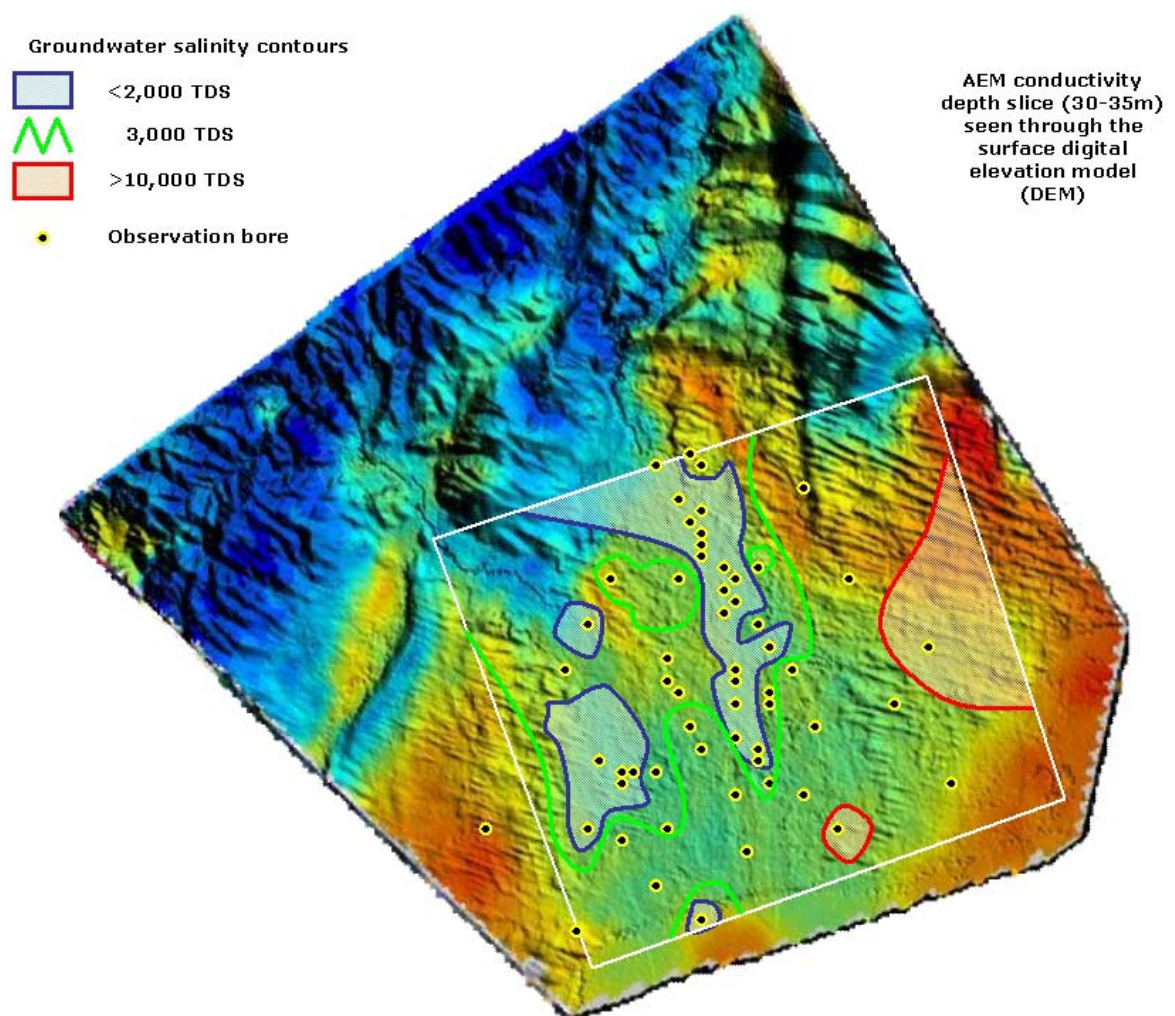 Groundwater salinity contours
<2,000 TDS
3,000 TDS
>10,000 TDS
Observation bore
AEM conductivity
depth slice (30-35m)
seen through the
surface digital
elevation model
(DEM)